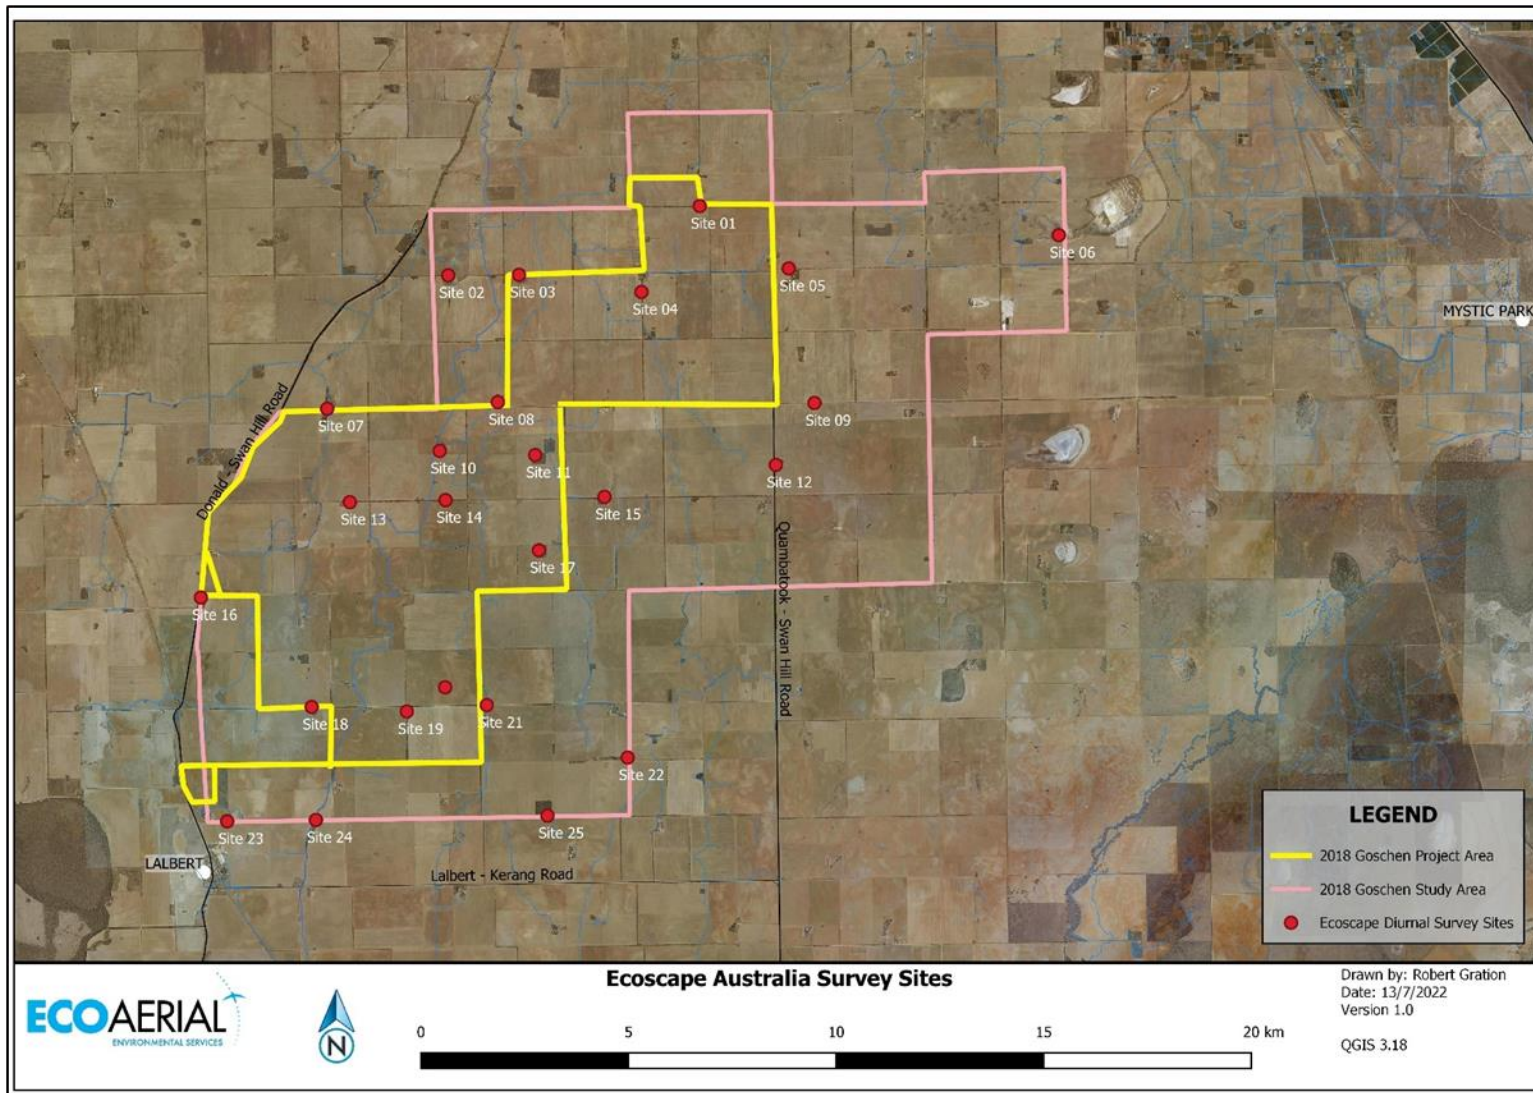 Site 01
Site 06
Site 05
Site 02
Site 03
Site 04
MYSTIC PARK
Donald - Swan Hill Road
Site 07
Site 08
Site 09
Site 10
Site 11
Site 12
Site 13
Site 14
Site 15
Quambatook - Swan Hill Road
Site 17
Site 16
Site 18
Site 19
Site 21
Site 22
Site 23
Site 24
Site 25
LALBERT
Lalbert - Kerang Road
LEGEND
2018 Goschen Project Area
2018 Goschen Study Area
Ecoscape Diurnal Survey Sites
ECOAERIAL
ENVIRONMENTAL SERVICES
N
Ecoscape Australia Survey Sites
0 5 10 15 20 km
Drawn by: Robert Gration
Date: 13/7/2022
Version 1.0
QGIS 3.18